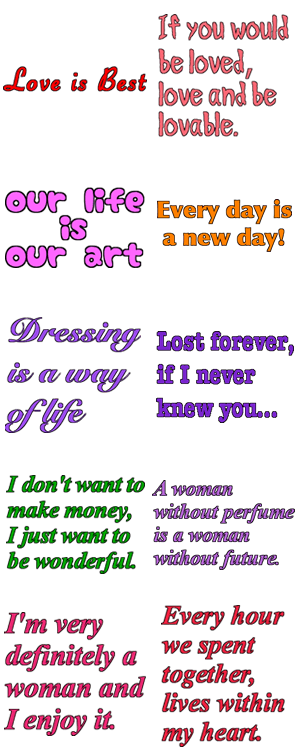 Love is Best
If you would
be loved,
love and be
lovable.
our life
is
our art
Every day is
a new day!
Dressing
is a way
of life
Lost forever,
if I never
knew you...
I don't want to
make money,
I just want to
be wonderful.
A woman
without perfume
is a woman
without future.
I'm very
definitely a
woman and
I enjoy it.
Every hour
we spent
together,
lives within
my heart.